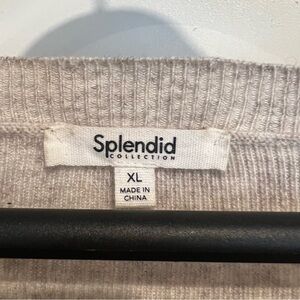 Splendid
COLLECTION
XL
MADE IN
CHINA